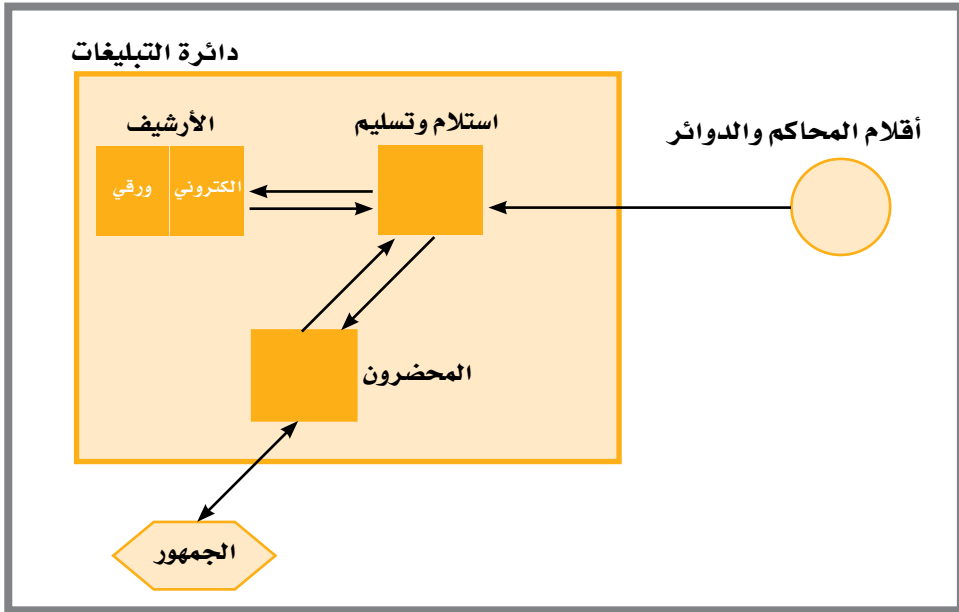 دائرة التبليغات
أقلام المحاكم والدوائر
استلام وتسليم
الأرشيف
الكتروني
ورقي
المحضرون
الجمهور